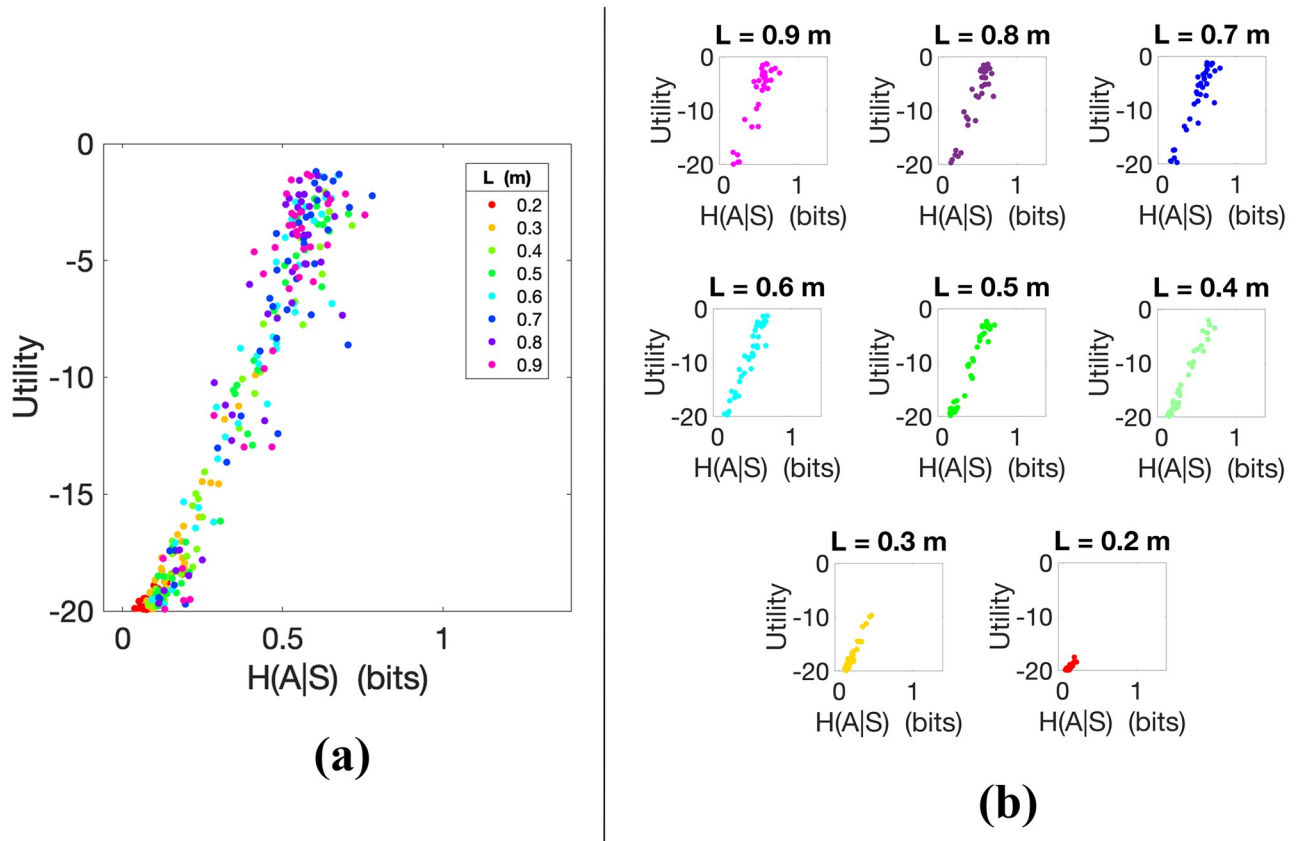 0
-5
-10
-15
-20
Utility
0 0.5 1
H(A|S) (bits)
L (m)
0.2
0.3
0.4
0.5
0.6
0.7
0.8
0.9
(a)
L = 0.9 m
0
-10
-20
Utility
0 1
H(A|S) (bits)
L = 0.8 m
0
-10
-20
Utility
0 1
H(A|S) (bits)
L = 0.7 m
0
-10
-20
Utility
0 1
H(A|S) (bits)
L = 0.6 m
0
-10
-20
Utility
0 1
H(A|S) (bits)
L = 0.5 m
0
-10
-20
Utility
0 1
H(A|S) (bits)
L = 0.4 m
0
-10
-20
Utility
0 1
H(A|S) (bits)
L = 0.3 m
0
-10
-20
Utility
0 1
H(A|S) (bits)
L = 0.2 m
0
-10
-20
Utility
0 1
H(A|S) (bits)
(b)